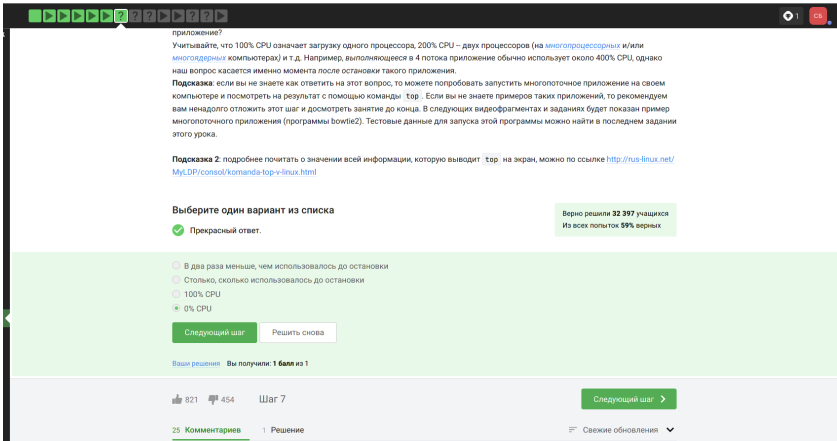 1
СБ
приложение?
Учитывайте, что 100% CPU означает загрузку одного процессора, 200% CPU -- двух процессоров (на многопроцессорных и/или
многоядерных компьютерах) и т.д. Например, выполняющееся в 4 потока приложение обычно использует около 400% CPU, однако
наш вопрос касается именно момента после остановки такого приложения.
Подсказка: если вы не знаете как ответить на этот вопрос, то можете попробовать запустить многопоточное приложение на своем
компьютере и посмотреть на результат с помощью команды top. Если вы не знаете примеров таких приложений, то рекомендуем
вам ненадолго отложить этот шаг и досмотреть занятие до конца. В следующих видеофрагментах и заданиях будет показан пример
многопоточного приложения (программы bowtie2). Тестовые данные для запуска этой программы можно найти в последнем задании
этого урока.
Подсказка 2: подробнее почитать о значении всей информации, которую выводит top на экран, можно по ссылке http://rus-linux.net/
MyLDP/consol/komanda-top-v-linux.html
Выберите один вариант из списка
Прекрасный ответ.
Верно решили 32 397 учащихся
Из всех попыток 59% верных
В два раза меньше, чем использовалось до остановки
Столько, сколько использовалось до остановки
100% CPU
0% CPU
Следующий шаг
Решить снова
Ваши решения Вы получили: 1 балл из 1
821 454 Шаг 7
Следующий шаг
25 Комментариев 1 Решение
Свежие обновления